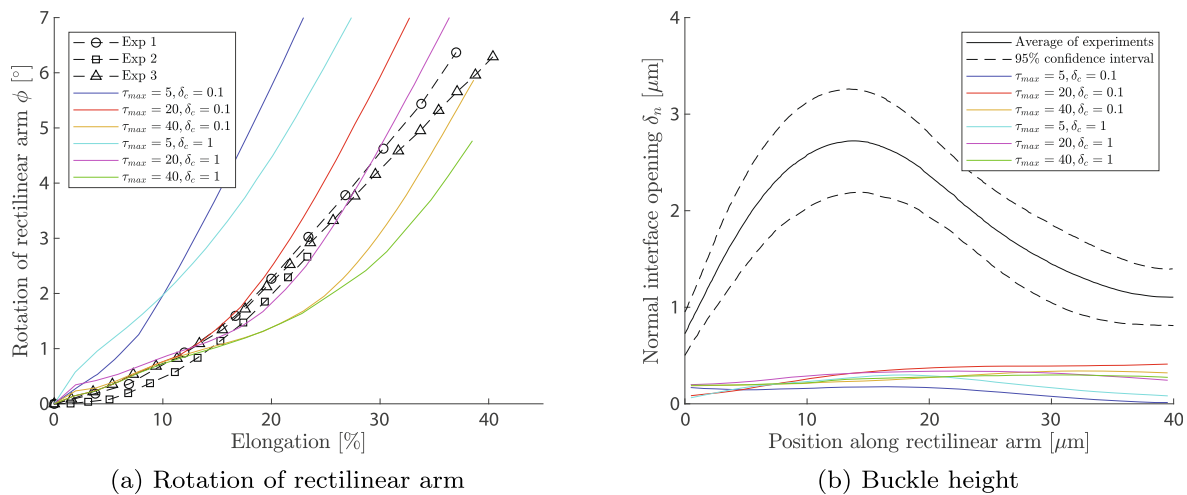 7
6
5
4
3
2
1
0
Rotation of rectilinear arm ϕ [°]
Exp 1
Exp 2
Exp 3
τmax = 5, δc = 0.1
τmax = 20, δc = 0.1
τmax = 40, δc = 0.1
τmax = 5, δc = 1
τmax = 20, δc = 1
τmax = 40, δc = 1
0 10 20 30 40
Elongation [%]
(a) Rotation of rectilinear arm
4
3
2
1
0
Normal interface opening δn [μm]
Average of experiments
95% confidence interval
τmax = 5, δc = 0.1
τmax = 20, δc = 0.1
τmax = 40, δc = 0.1
τmax = 5, δc = 1
τmax = 20, δc = 1
τmax = 40, δc = 1
0 10 20 30 40
Position along rectilinear arm [μm]
(b) Buckle height